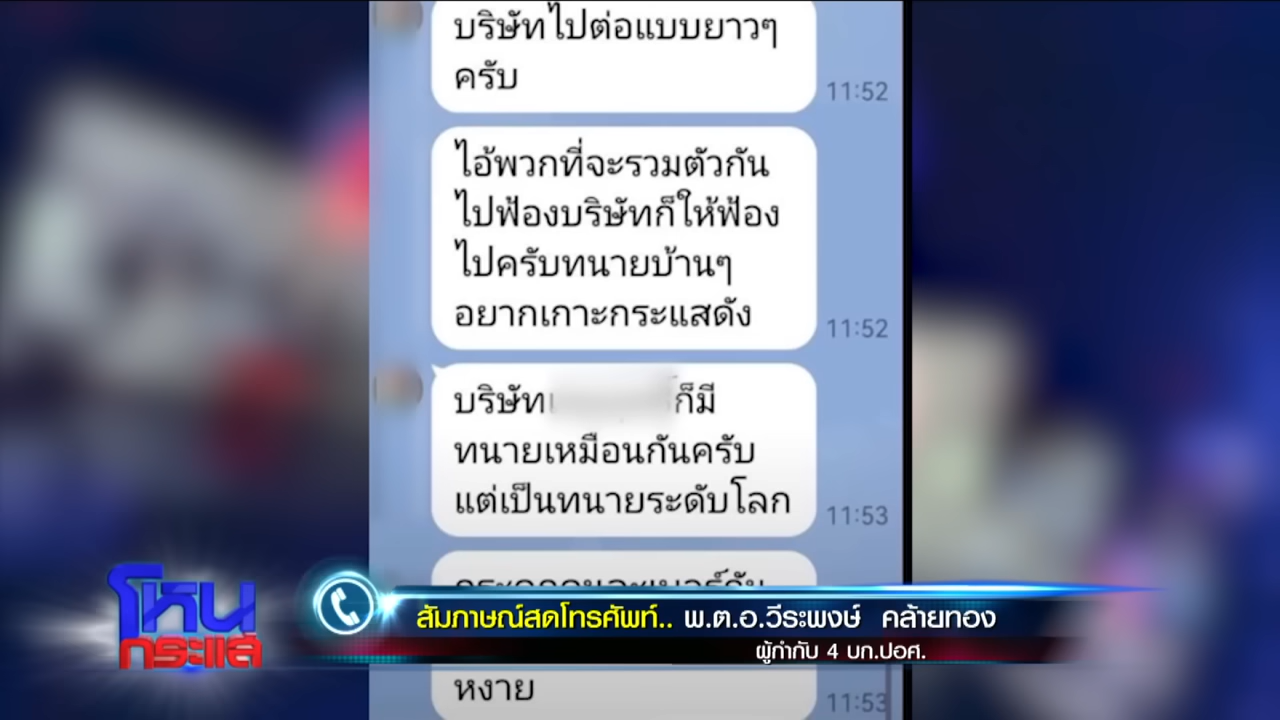 บริษัทไปต่อแบบยาวๆ
ครับ
11:52
ไอ้พวกที่จะรวมตัวกัน
ไปฟ้องบริษัทก็ให้ฟ้อง
ไปครับทนายบ้านๆ
อยากเกาะกระแสดัง
11:52
บริษัท ก็มี
ทนายเหมือนกันครับ
แต่เป็นทนายระดับโลก
11:53
โหนกระแส
สัมภาษณ์สดโทรศัพท์.. พ.ต.อ.วีระพงษ์ คล้ายทอง
ผู้กำกับ 4 บก.ปอศ.
หงาย
11:53